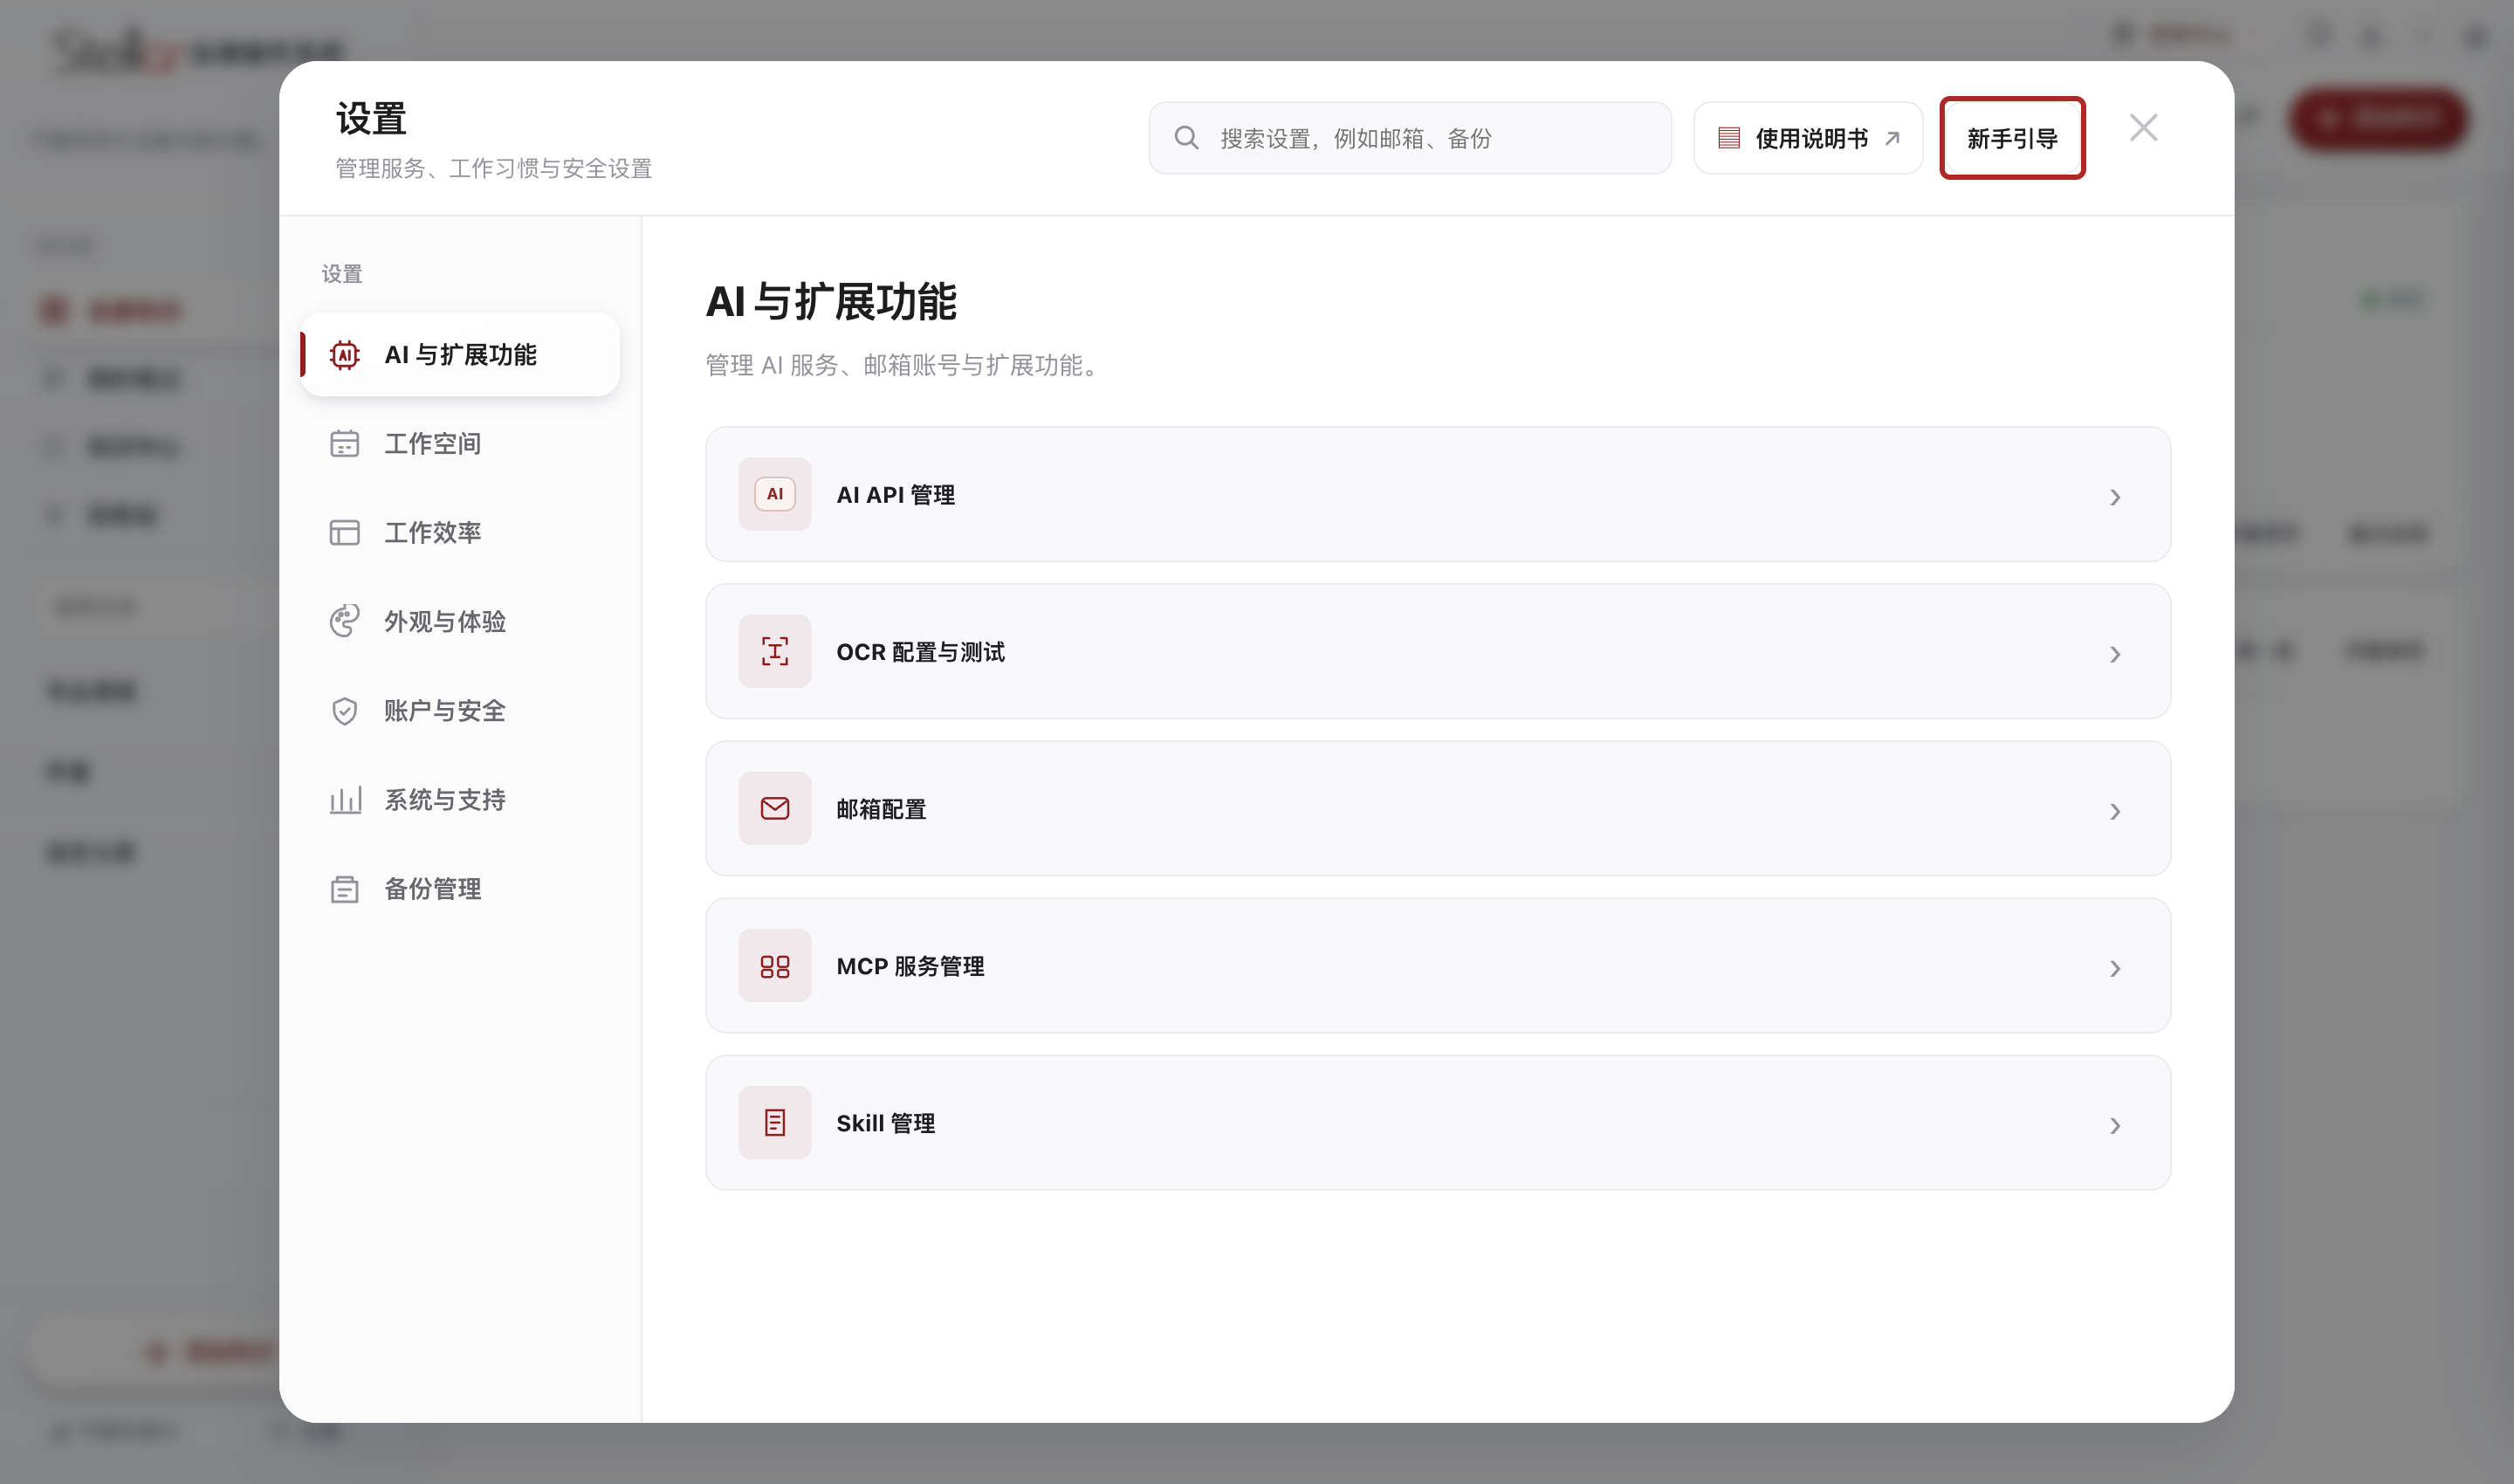 设置
管理服务、工作习惯与安全设置
搜索设置，例如邮箱、备份
使用说明书
新手引导
设置
AI 与扩展功能
工作空间
工作效率
外观与体验
账户与安全
系统与支持
备份管理
AI 与扩展功能
管理 AI 服务、邮箱账号与扩展功能。
AI
AI API 管理
OCR 配置与测试
邮箱配置
MCP 服务管理
Skill 管理